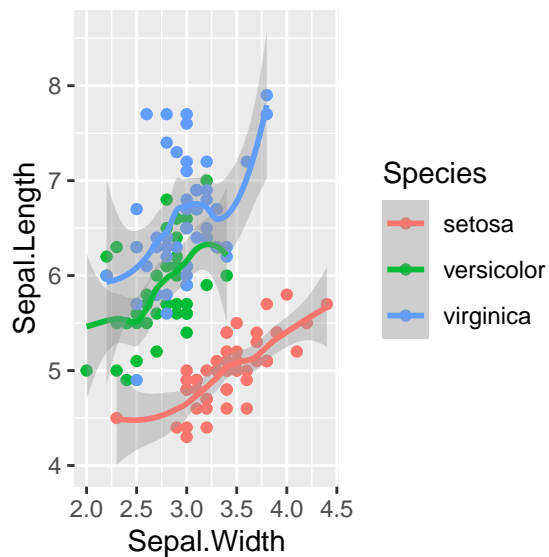 Sepal.Length
8
7
6
5
4
2.0 2.5 3.0 3.5 4.0 4.5
Sepal.Width
Species
setosa
versicolor
virginica